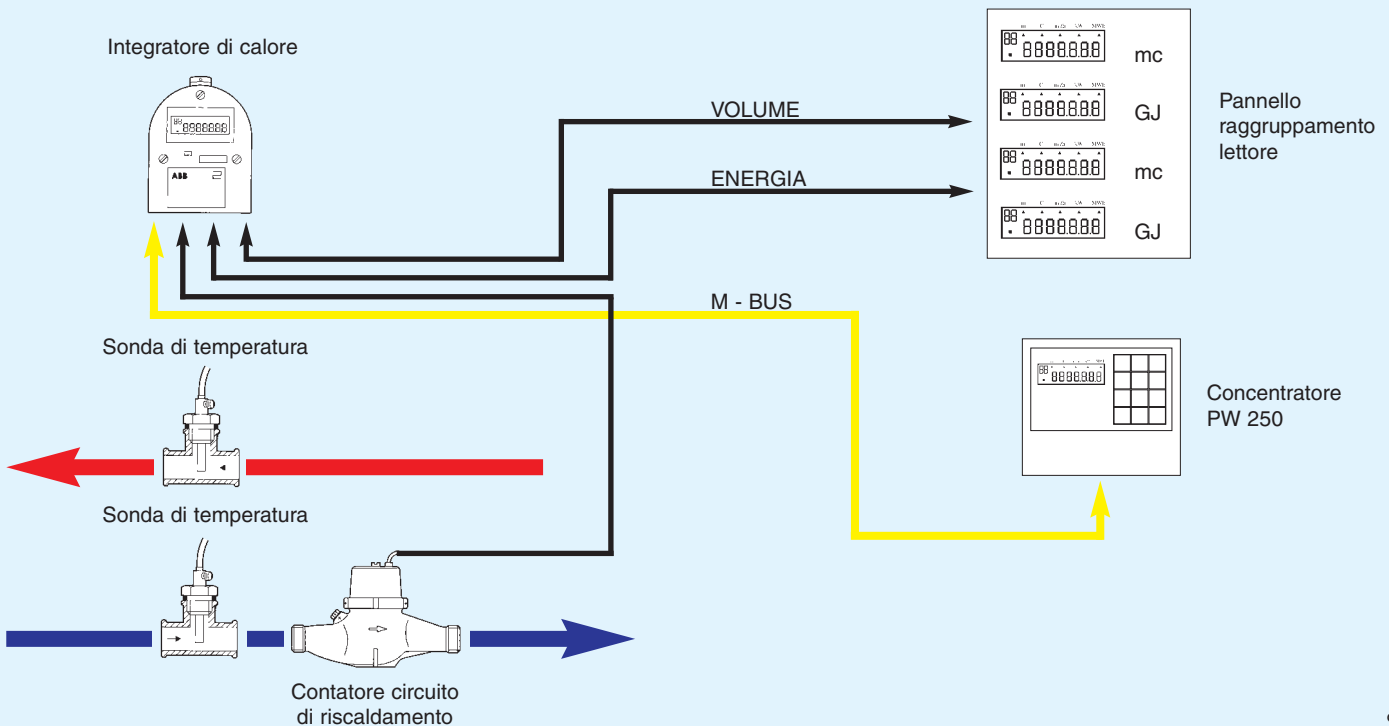 Integratore di calore
ABB
VOLUME
ENERGIA
M - BUS
mc
GJ
mc
GJ
Pannello
raggruppamento
lettore
Sonda di temperatura
Concentratore
PW 250
Sonda di temperatura
Contatore circuito
di riscaldamento